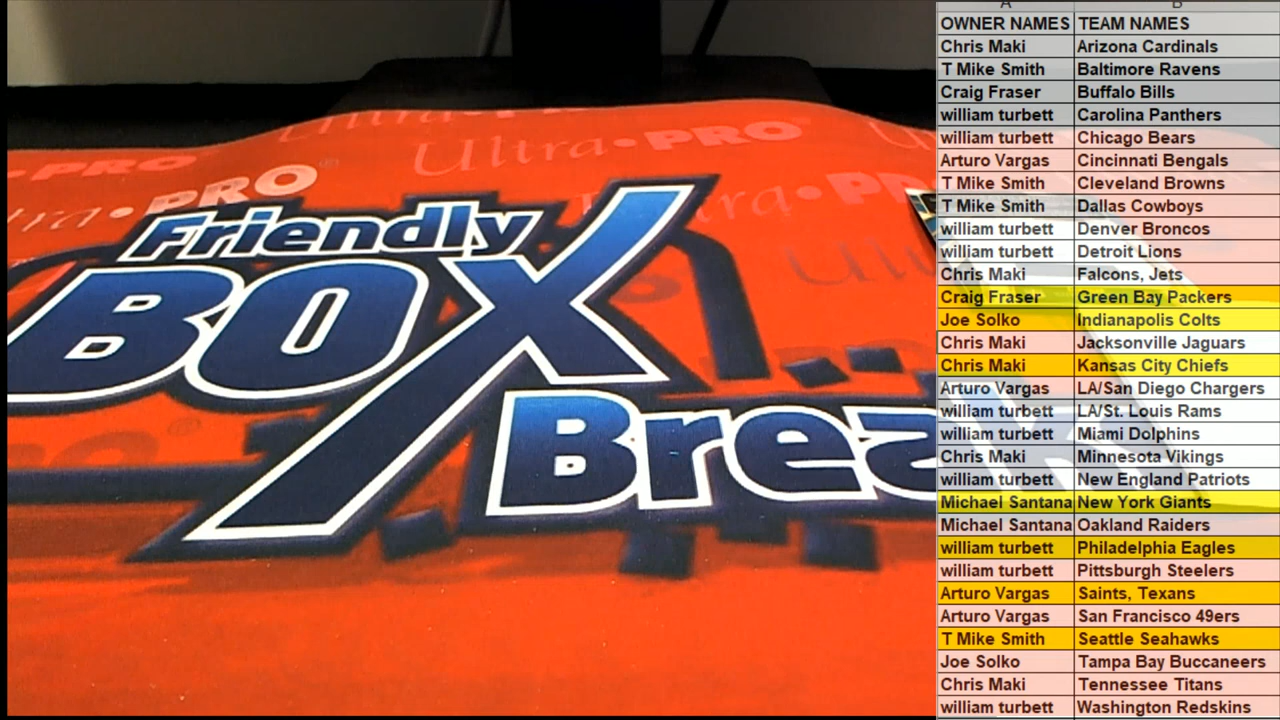 Ultra•PRO
Ultra•PRO
PRO
Friendly
BOX
Brea
A B
OWNER NAMES TEAM NAMES
Chris Maki Arizona Cardinals
T Mike Smith Baltimore Ravens
Craig Fraser Buffalo Bills
william turbett Carolina Panthers
william turbett Chicago Bears
Arturo Vargas Cincinnati Bengals
T Mike Smith Cleveland Browns
T Mike Smith Dallas Cowboys
william turbett Denver Broncos
william turbett Detroit Lions
Chris Maki Falcons, Jets
Craig Fraser Green Bay Packers
Joe Solko Indianapolis Colts
Chris Maki Jacksonville Jaguars
Chris Maki Kansas City Chiefs
Arturo Vargas LA/San Diego Chargers
william turbett LA/St. Louis Rams
william turbett Miami Dolphins
Chris Maki Minnesota Vikings
william turbett New England Patriots
Michael Santana New York Giants
Michael Santana Oakland Raiders
william turbett Philadelphia Eagles
william turbett Pittsburgh Steelers
Arturo Vargas Saints, Texans
Arturo Vargas San Francisco 49ers
T Mike Smith Seattle Seahawks
Joe Solko Tampa Bay Buccaneers
Chris Maki Tennessee Titans
william turbett Washington Redskins